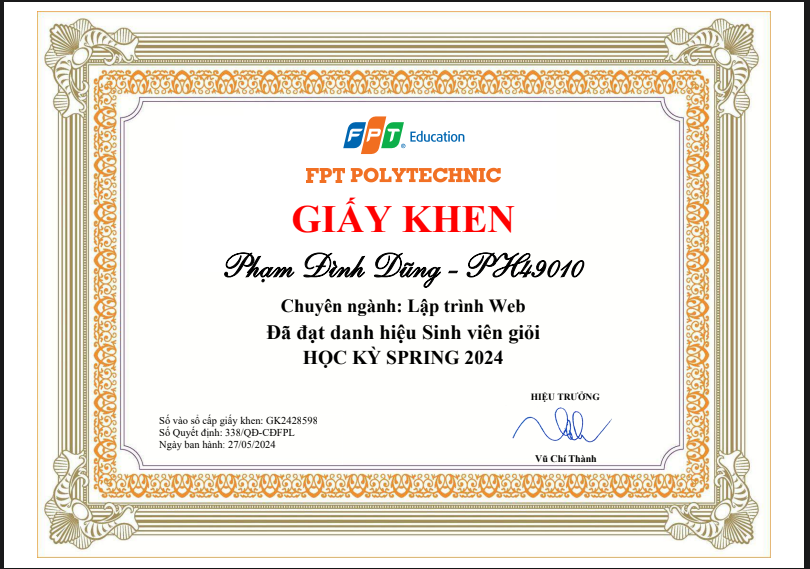 FPT Education
FPT POLYTECHNIC
GIẤY KHEN
Phạm Đình Dũng - PH49010
Chuyên ngành: Lập trình Web
Đã đạt danh hiệu Sinh viên giỏi
HỌC KỲ SPRING 2024
HIỆU TRƯỞNG
Số vào sổ cấp giấy khen: GK2428598
Số Quyết định: 338/QĐ-CĐFPL
Ngày ban hành: 27/05/2024
Vũ Chí Thành